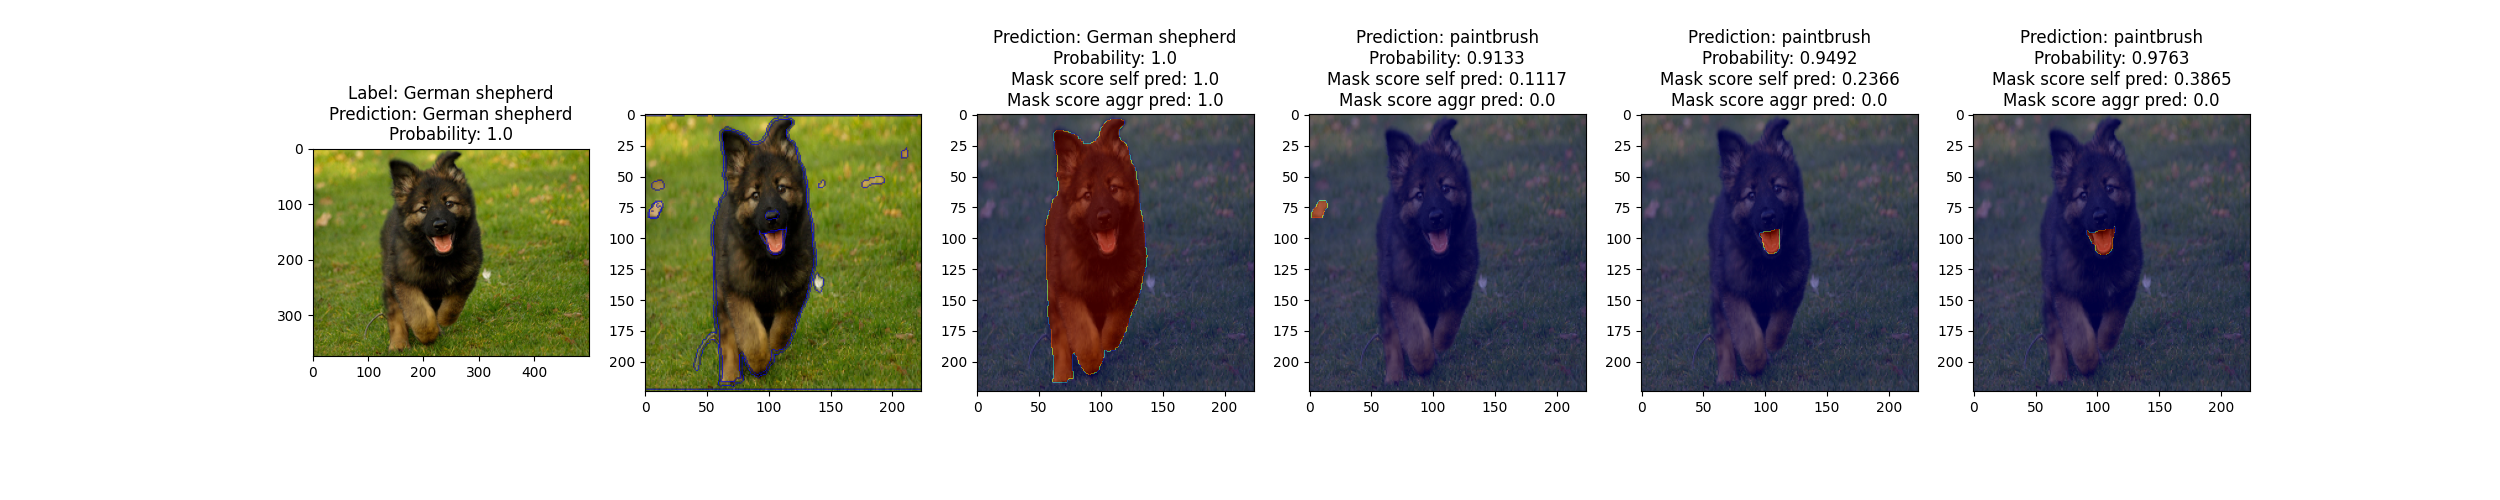 Label: German shepherd
Prediction: German shepherd
Probability: 1.0
0
100
200
300
0 100 200 300 400
0
25
50
75
100
125
150
175
200
0 50 100 150 200
Prediction: German shepherd
Probability: 1.0
Mask score self pred: 1.0
Mask score aggr pred: 1.0
0
25
50
75
100
125
150
175
200
0 50 100 150 200
Prediction: paintbrush
Probability: 0.9133
Mask score self pred: 0.1117
Mask score aggr pred: 0.0
0
25
50
75
100
125
150
175
200
0 50 100 150 200
Prediction: paintbrush
Probability: 0.9492
Mask score self pred: 0.2366
Mask score aggr pred: 0.0
0
25
50
75
100
125
150
175
200
0 50 100 150 200
Prediction: paintbrush
Probability: 0.9763
Mask score self pred: 0.3865
Mask score aggr pred: 0.0
0
25
50
75
100
125
150
175
200
0 50 100 150 200